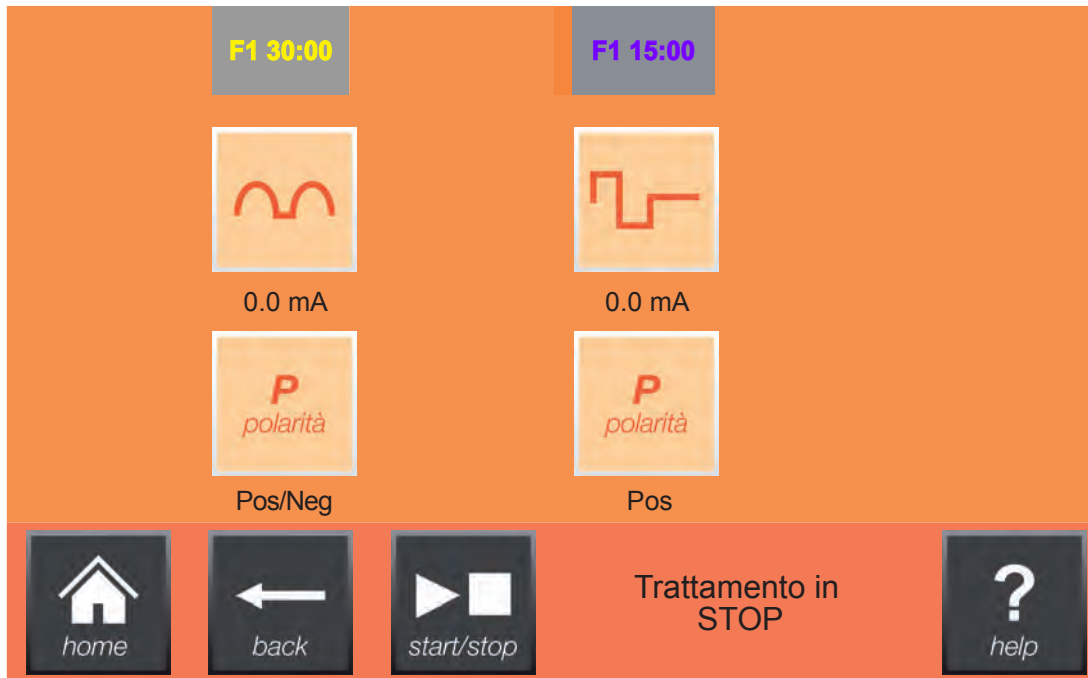 F1 30:00
F1 15:00
0.0 mA
0.0 mA
P
polarità
P
polarità
Pos/Neg
Pos
home
back
start/stop
Trattamento in
STOP
?
help